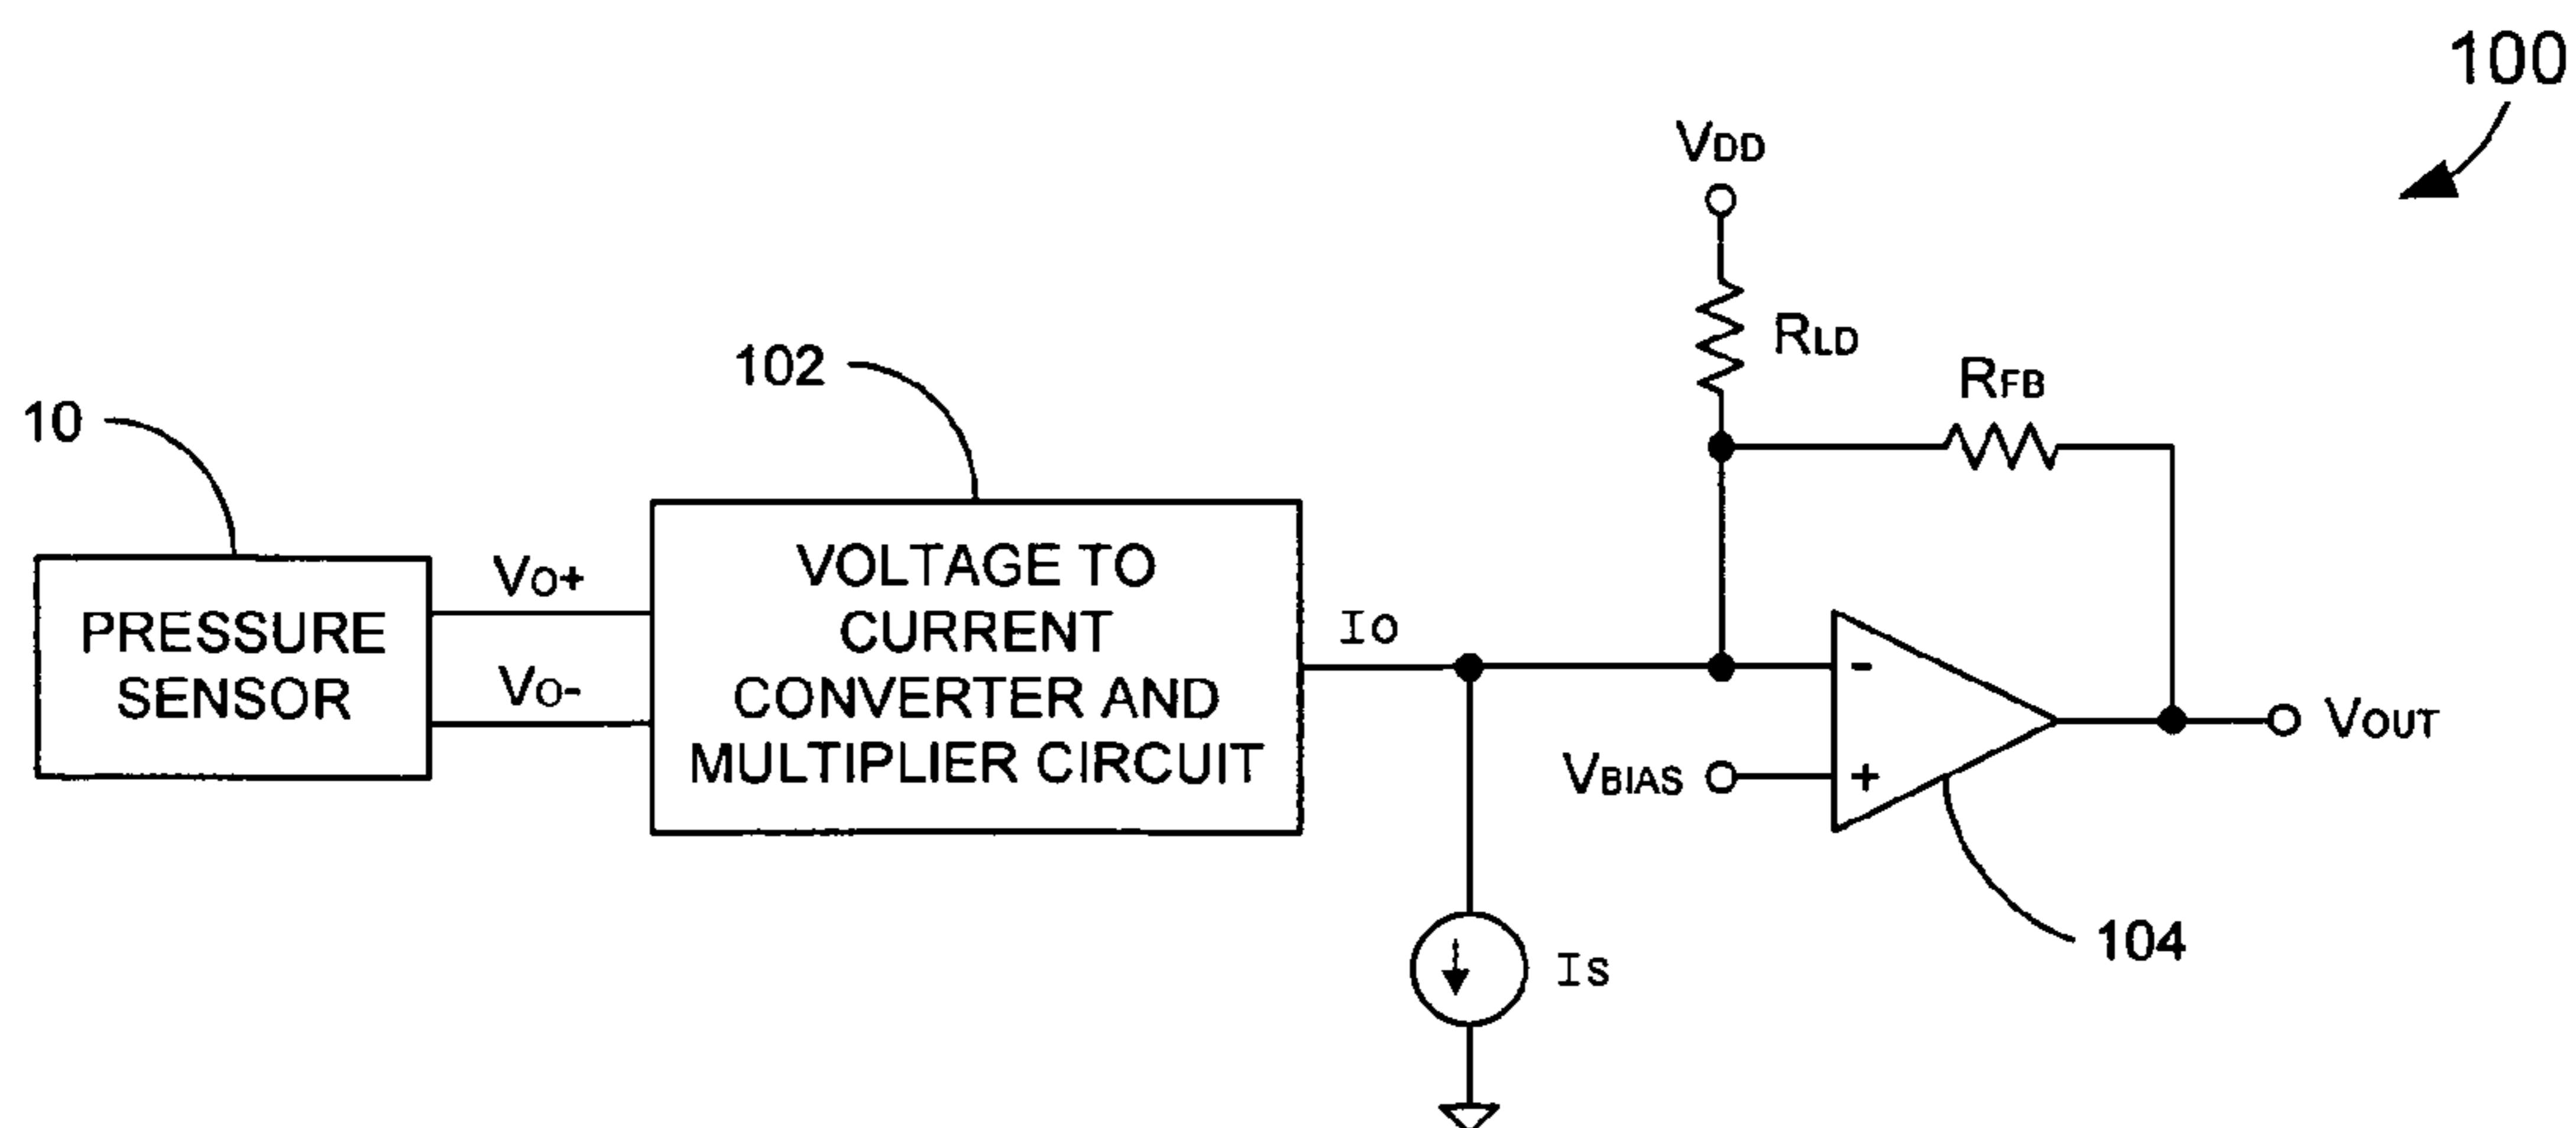 100
VDD
RLD
RFB
102
10
PRESSURE
SENSOR
VO+
VO-
VOLTAGE TO
CURRENT
CONVERTER AND
MULTIPLIER CIRCUIT
IO
-
+
VBIAS
VOUT
104
IS